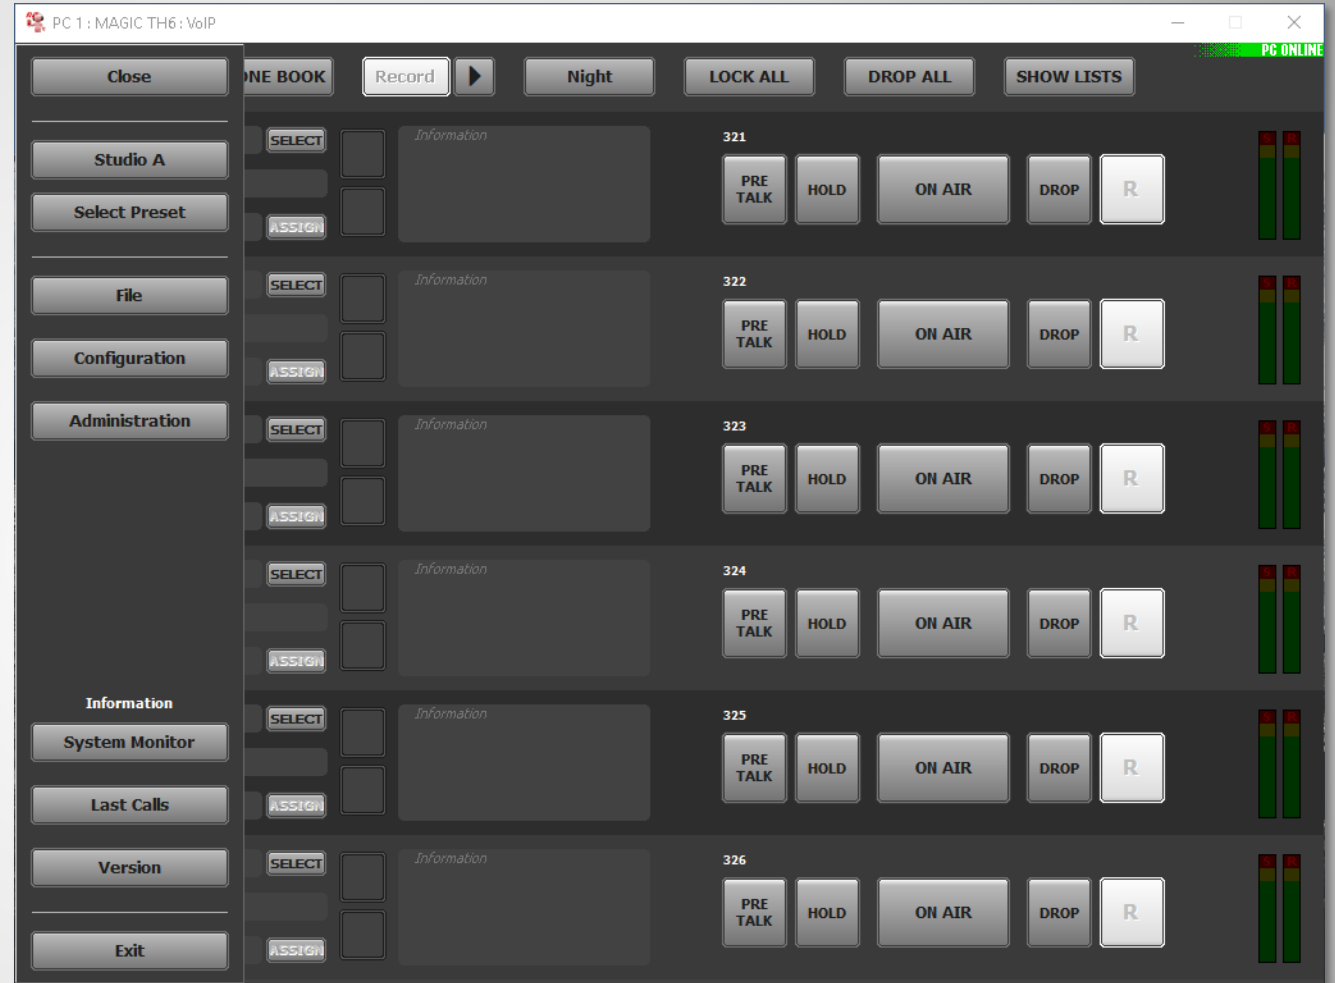 PC 1 : MAGIC TH6 : VoIP
PC ONLINE
Close
ONE BOOK
Record
Night
LOCK ALL
DROP ALL
SHOW LISTS
Studio A
Select Preset
File
Configuration
Administration
Information
System Monitor
Last Calls
Version
Exit
SELECT
ASSIGN
Information
321
PRE
TALK
HOLD
ON AIR
DROP
R
S R
SELECT
ASSIGN
Information
322
PRE
TALK
HOLD
ON AIR
DROP
R
S R
SELECT
ASSIGN
Information
323
PRE
TALK
HOLD
ON AIR
DROP
R
S R
SELECT
ASSIGN
Information
324
PRE
TALK
HOLD
ON AIR
DROP
R
S R
SELECT
ASSIGN
Information
325
PRE
TALK
HOLD
ON AIR
DROP
R
S R
SELECT
ASSIGN
Information
326
PRE
TALK
HOLD
ON AIR
DROP
R
S R